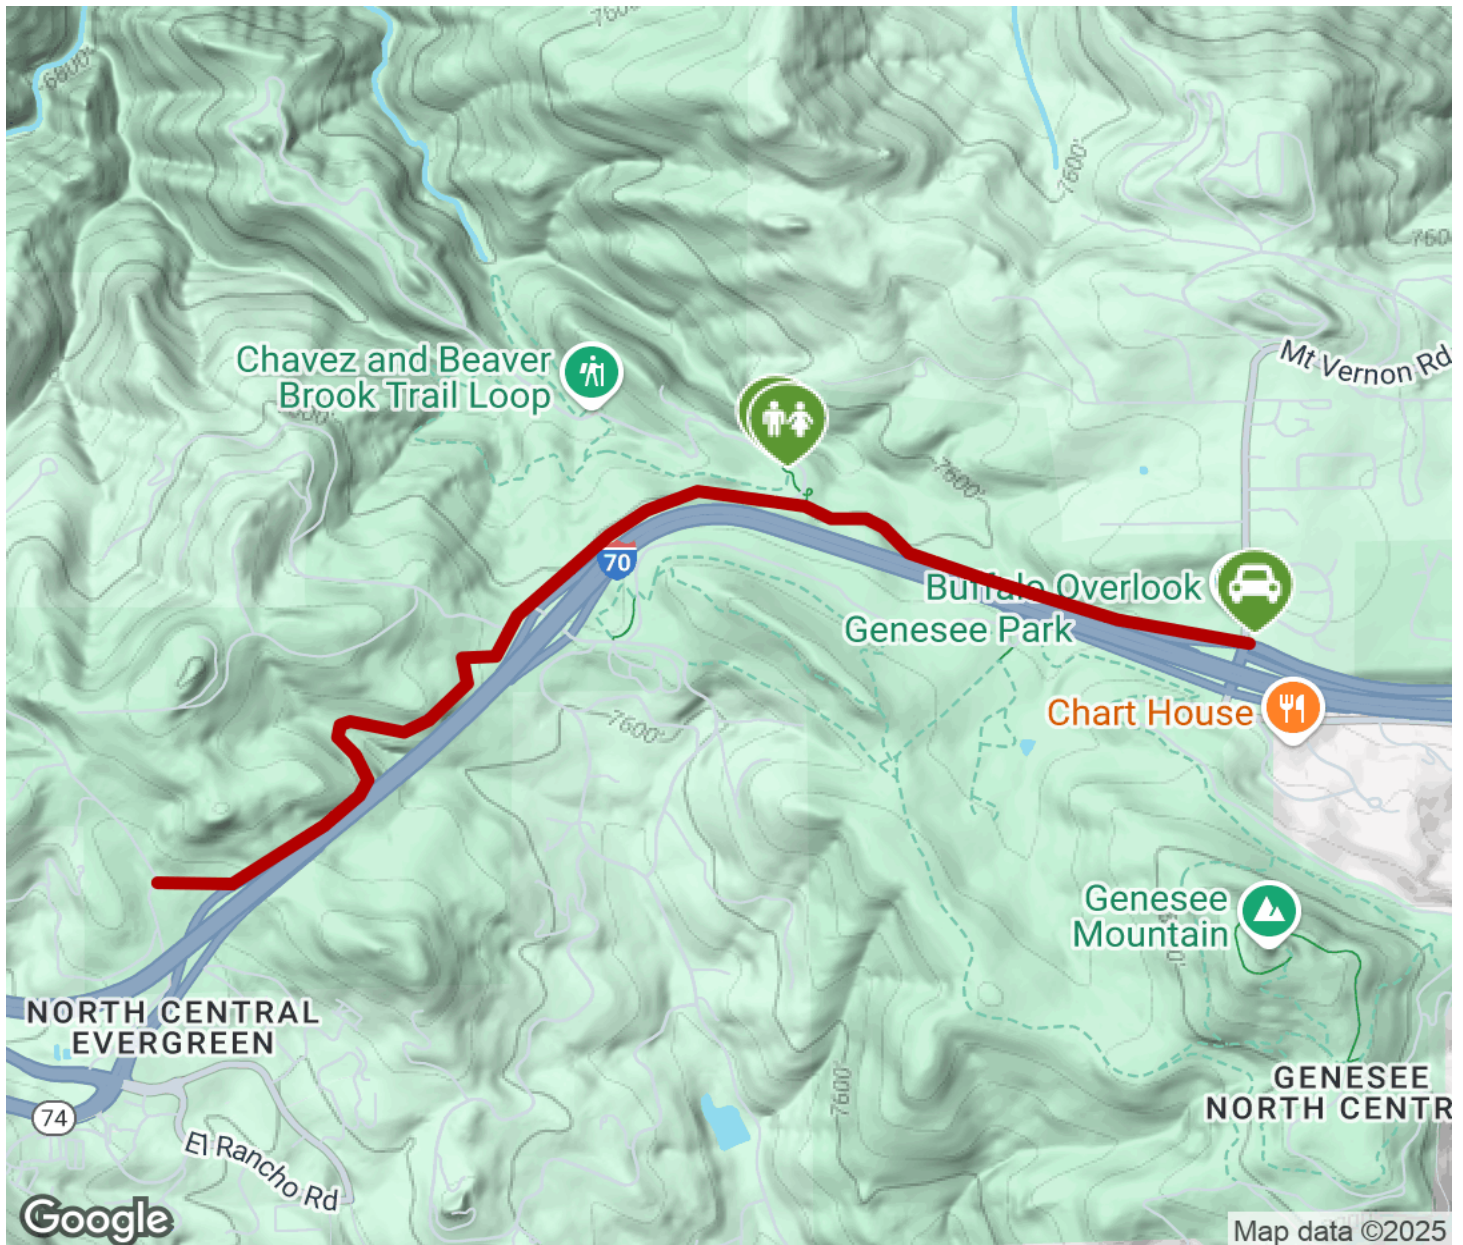 7600'
6800'
7600'
760
Mt Vernon Rd
Chavez and Beaver
Brook Trail Loop
7600'
70
Buffalo Overlook
Genesee Park
Chart House
7600'
Genesee
Mountain
NORTH CENTRAL
EVERGREEN
GENESEE
NORTH CENTR
7600'
74
El Rancho Rd
Google
Map data ©2025